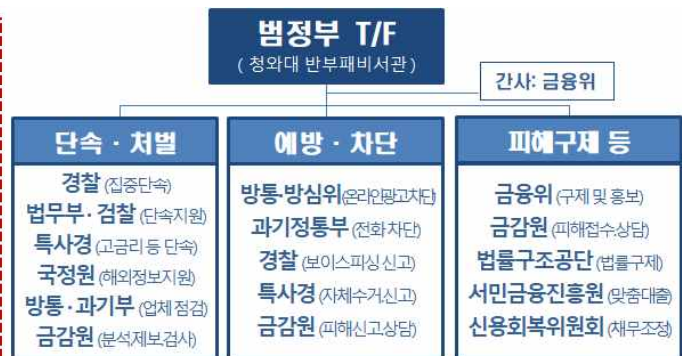 범정부 T/F
( 청와대 반부패비서관 )
간사: 금융위
단속 · 처벌
경찰 (집중단속)
법무부 · 검찰 (단속지원)
특사경 (고금리 등 단속)
국정원 (해외정보지원)
방통 · 과기부 (업체 점검)
금감원 (분석제보검사)
예방 · 차단
방통·방심위(온라인광고차단)
과기정통부 (전화 차단)
경찰 (보이스피싱 신고)
특사경 (자체수거신고)
금감원 (피해신고상담)
피해구제 등
금융위 (구제 및 홍보)
금감원 (피해접수상담)
법률구조공단 (법률구제)
서민금융진흥원 (맞춤대출)
신용회복위원회 (채무조정)